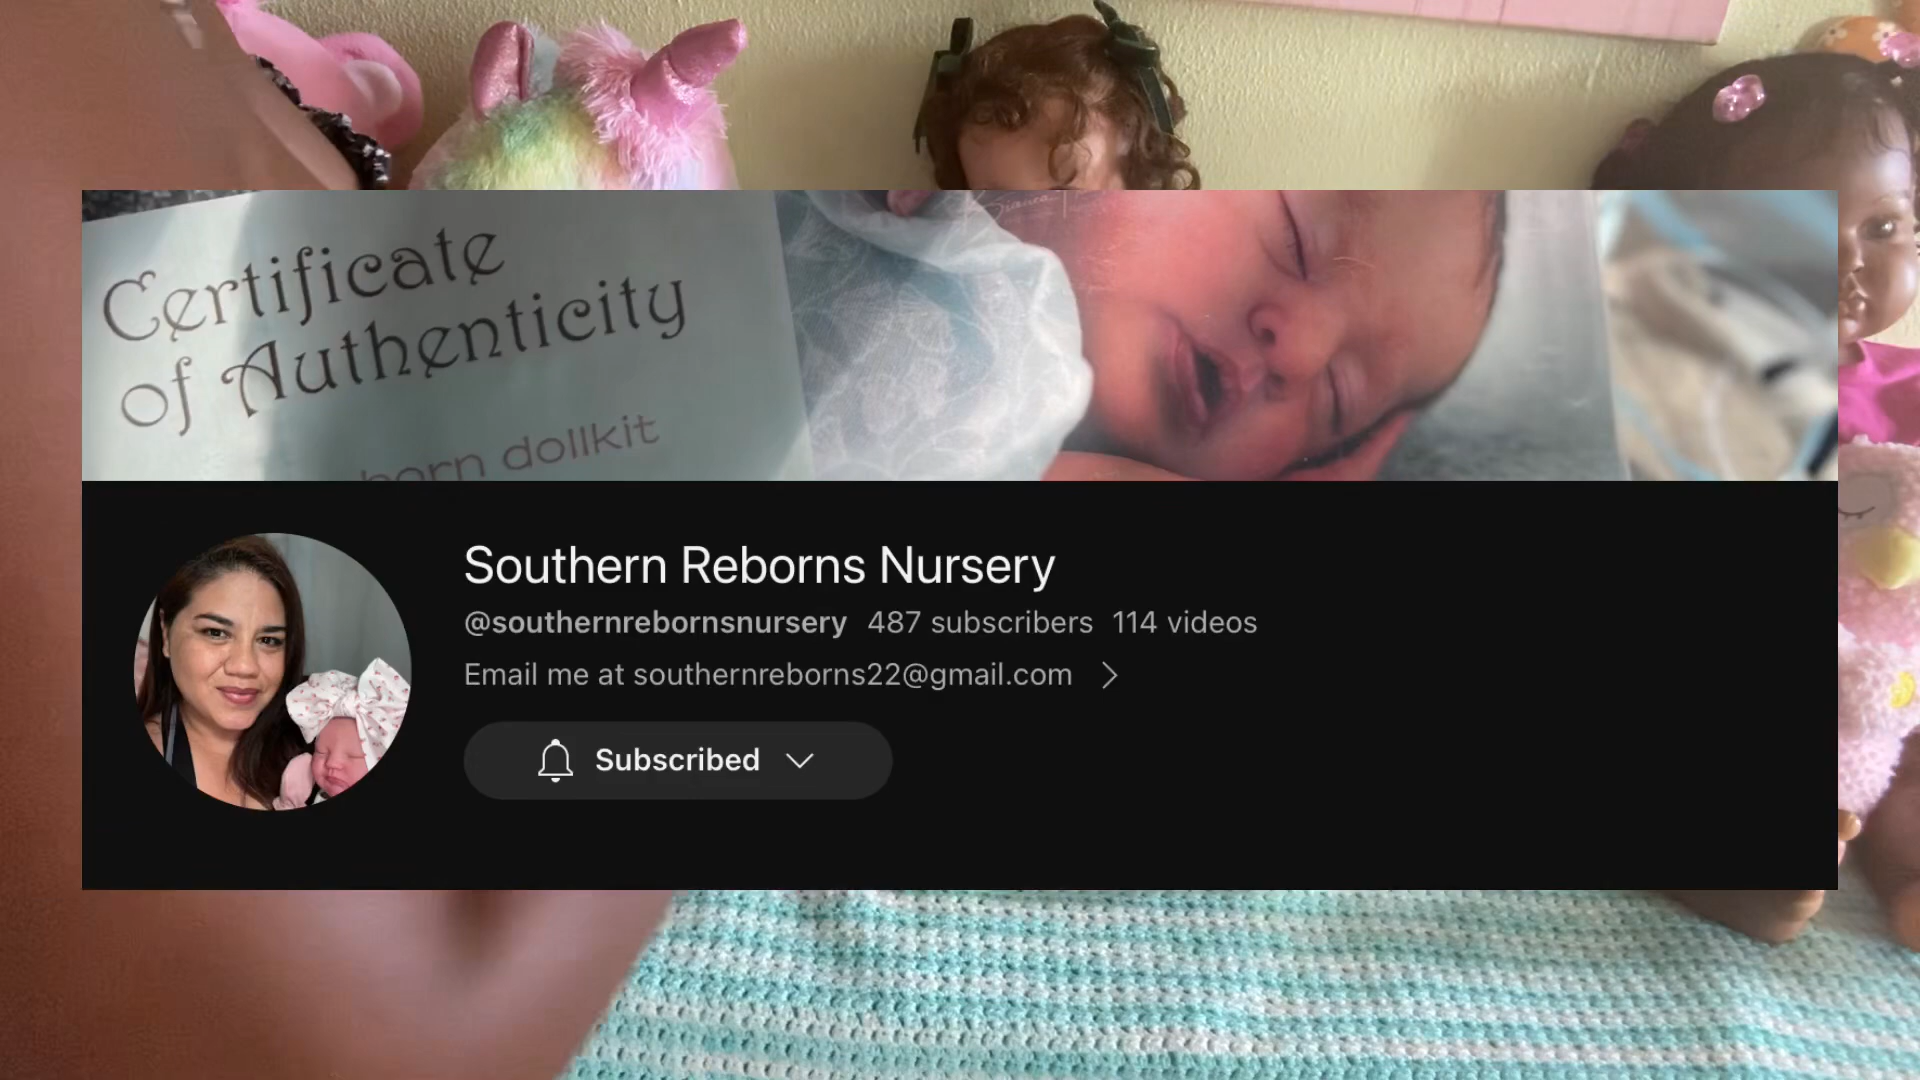 Certificate
of Authenticity
born dollkit
Southern Reborns Nursery
@southernrebornsnursery 487 subscribers 114 videos
Email me at southernreborns22@gmail.com
Subscribed